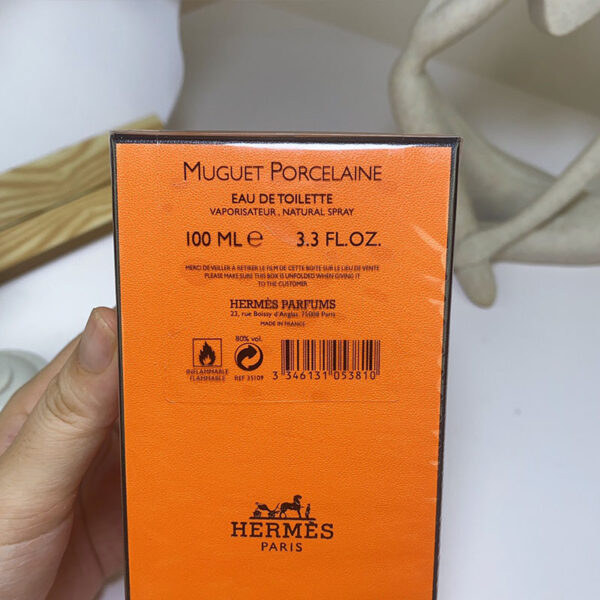 MUGUET PORCELAINE
EAU DE TOILETTE
VAPORISATEUR . NATURAL SPRAY
100 ML e 3.3 FL.OZ.
MERCI DE VEILLER A RETIRER LE FILM DE CETTE BOITE SUR LE LIEU DE VENTE
PLEASE MAKE SURE THIS BOX IS UNFOLDED WHEN GIVING IT
TO THE CUSTOMER
HERMÈS PARFUMS
23, rue Boissy d'Anglas 75008 Paris
MADE IN FRANCE
80% vol.
INFLAMMABLE
FLAMMABLE
REF 35109
3 346131 053810
HERMÈS
PARIS